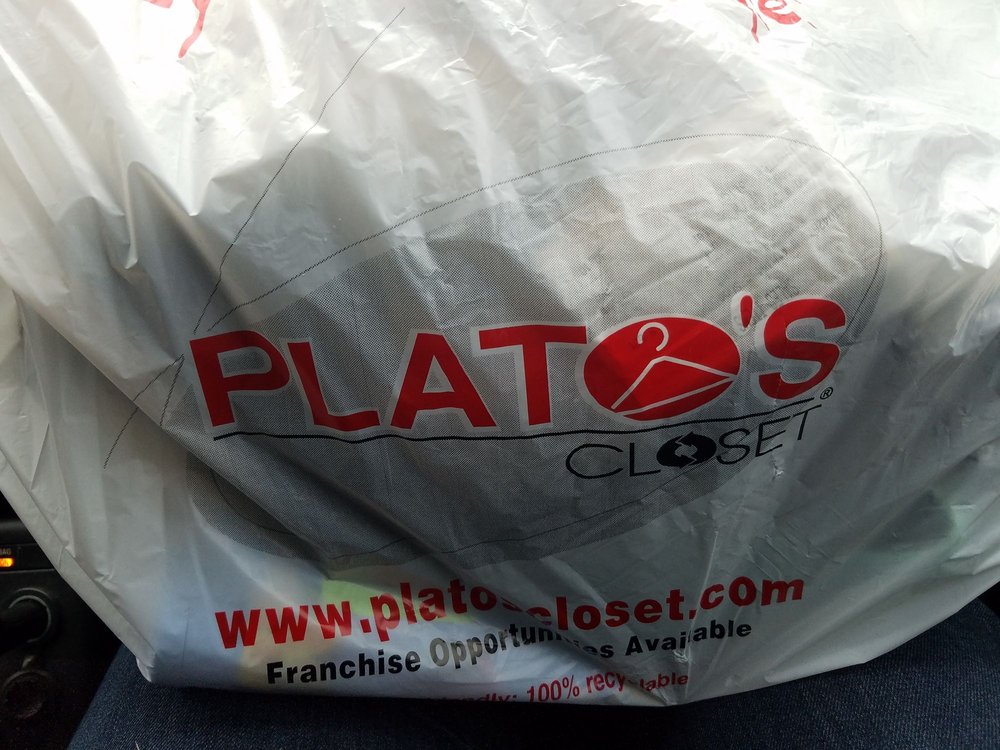 PLATO'S
CLOSET®
www.platoscloset.com
Franchise Opportunities Available
100% recyclable